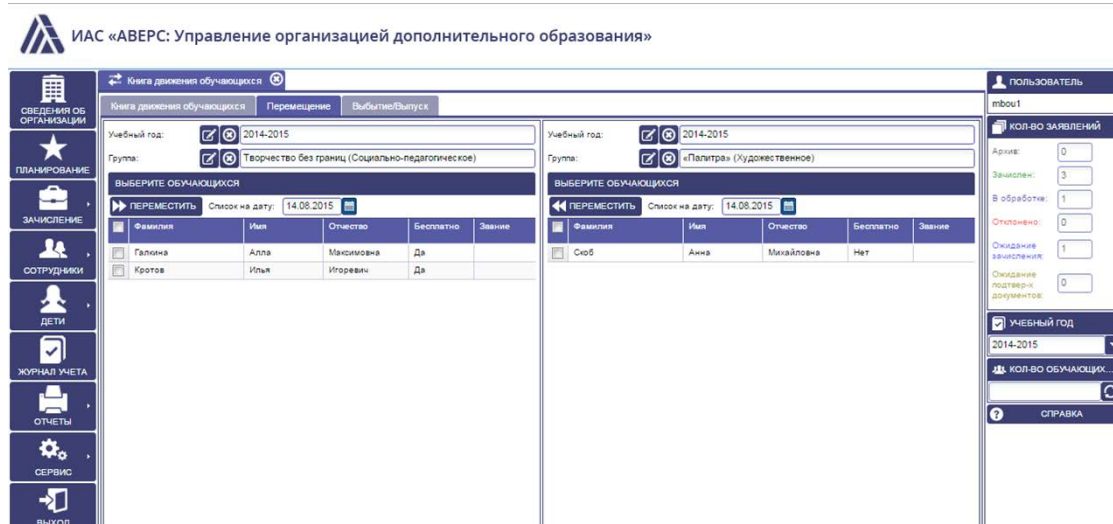 ИАС «АВЕРС: Управление организацией дополнительного образования»
СВЕДЕНИЯ ОБ
ОРГАНИЗАЦИИ
ПЛАНИРОВАНИЕ
ЗАЧИСЛЕНИЕ
СОТРУДНИКИ
ДЕТИ
ЖУРНАЛ УЧЕТА
ОТЧЕТЫ
СЕРВИС
ВЫХОД
Книга движения обучающихся
Книга движения обучающихся Перемещение Выбытие/Выпуск
Учебный год: 2014-2015
Группа: Творчество без границ (Социально-педагогическое)
ВЫБЕРИТЕ ОБУЧАЮЩИХСЯ
ПЕРЕМЕСТИТЬ Список на дату: 14.08.2015
Фамилия Имя Отчество Бесплатно Звание
Галкина Алла Максимовна Да
Кротов Илья Игоревич Да
Учебный год: 2014-2015
Группа: «Палитра» (Художественное)
ВЫБЕРИТЕ ОБУЧАЮЩИХСЯ
ПЕРЕМЕСТИТЬ Список на дату: 14.08.2015
Фамилия Имя Отчество Бесплатно Звание
Скоб Анна Михайловна Нет
ПОЛЬЗОВАТЕЛЬ
mbou1
КОЛ-ВО ЗАЯВЛЕНИЙ
Архив: 0
Зачислен: 3
В обработке: 1
Отклонено: 0
Ожидание
зачисления: 1
Ожидание
подтвер-х
документов: 0
УЧЕБНЫЙ ГОД
2014-2015
КОЛ-ВО ОБУЧАЮЩИХ...
СПРАВКА